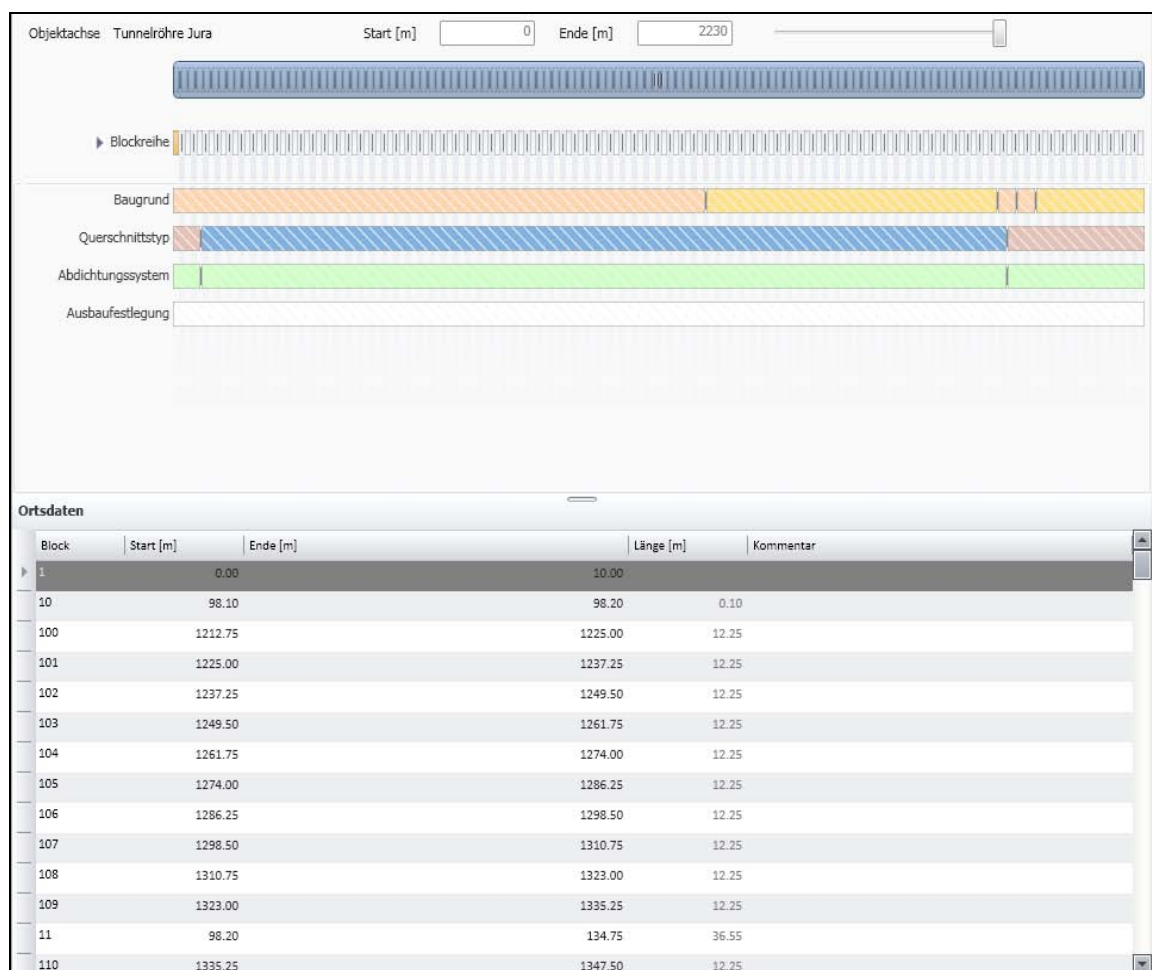 Objektachse Tunnelröhre Jura Start [m] 0 Ende [m] 2230
Blockreihe
Baugrund
Querschnittstyp
Abdichtungssystem
Ausbaufestlegung
Ortsdaten
Block Start [m] Ende [m] Länge [m] Kommentar
1 0.00 10.00
10 98.10 98.20 0.10
100 1212.75 1225.00 12.25
101 1225.00 1237.25 12.25
102 1237.25 1249.50 12.25
103 1249.50 1261.75 12.25
104 1261.75 1274.00 12.25
105 1274.00 1286.25 12.25
106 1286.25 1298.50 12.25
107 1298.50 1310.75 12.25
108 1310.75 1323.00 12.25
109 1323.00 1335.25 12.25
11 98.20 134.75 36.55
110 1335.25 1347.50 12.25